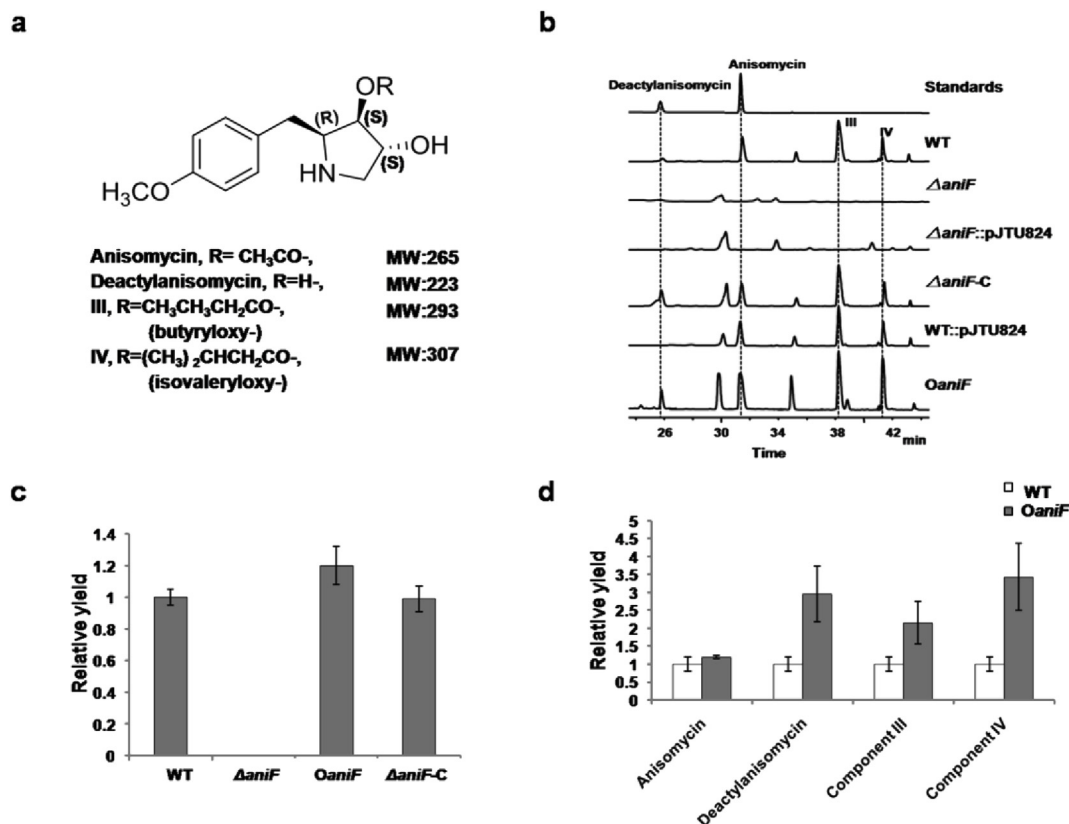 a
OR
(R)
(S)
OH
(S)
HN
H₃CO
Anisomycin, R= CH₃CO-, MW:265
Deactylanisomycin, R=H-, MW:223
III, R=CH₃CH₂CH₂CO-, MW:293
(butyryloxy-)
IV, R=(CH₃)₂CHCH₂CO-, MW:307
(isovaleryloxy-)
b
Anisomycin
Deactylanisomycin
Standards
III
IV
WT
ΔaniF
ΔaniF::pJTU824
ΔaniF-C
WT::pJTU824
OaniF
26 30 34 38 42 min
Time
c
Relative yield
1.4
1.2
1
0.8
0.6
0.4
0.2
0
WT ΔaniF OaniF ΔaniF-C
d
WT
OaniF
Relative yield
5
4.5
4
3.5
3
2.5
2
1.5
1
0.5
0
Anisomycin
Deactylanisomycin
Component III
Component IV